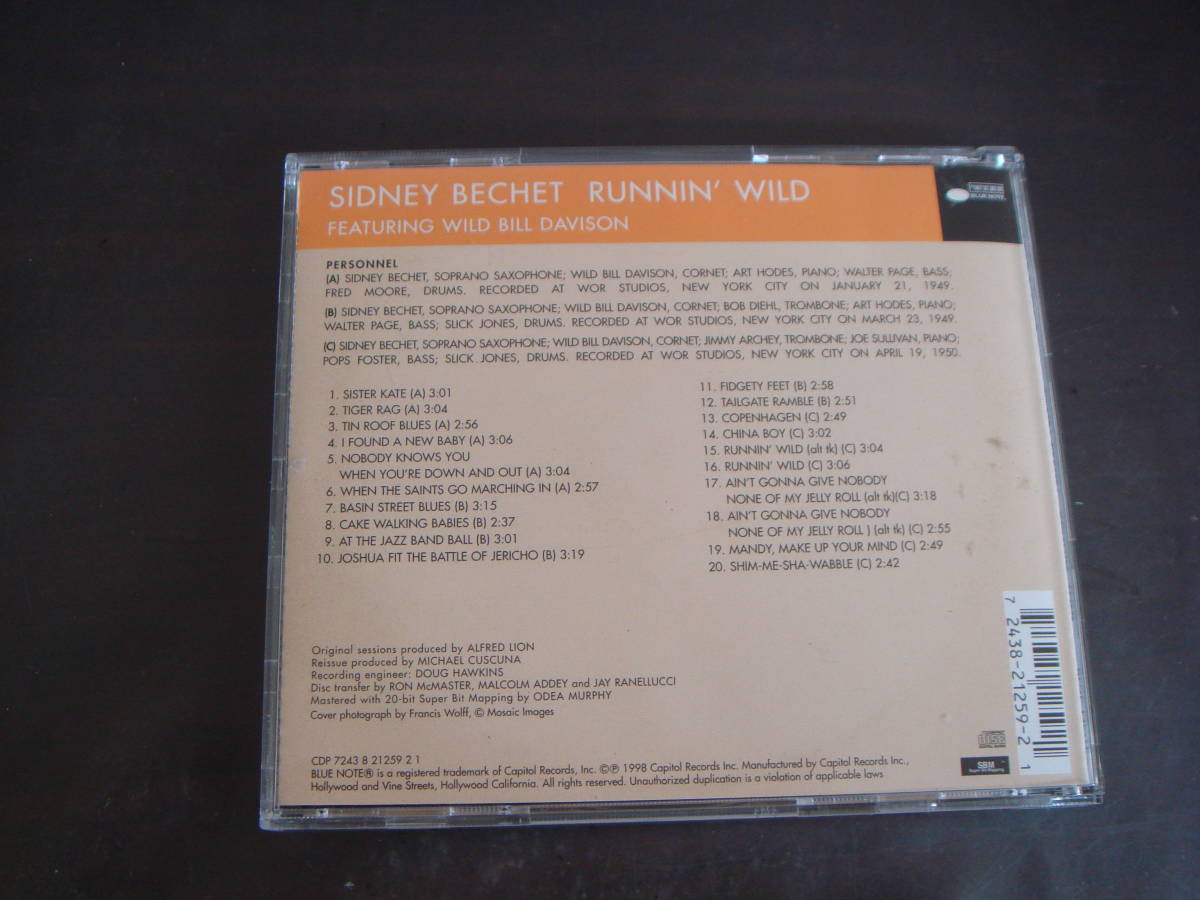 SIDNEY BECHET RUNNIN' WILD
FEATURING WILD BILL DAVISON
BLUE NOTE
PERSONNEL
(A) SIDNEY BECHET, SOPRANO SAXOPHONE; WILD BILL DAVISON, CORNET; ART HODES, PIANO; WALTER PAGE, BASS;
FRED MOORE, DRUMS. RECORDED AT WOR STUDIOS, NEW YORK CITY ON JANUARY 21, 1949.
(B) SIDNEY BECHET, SOPRANO SAXOPHONE; WILD BILL DAVISON, CORNET; BOB DIEHL, TROMBONE; ART HODES, PIANO;
WALTER PAGE, BASS; SLICK JONES, DRUMS. RECORDED AT WOR STUDIOS, NEW YORK CITY ON MARCH 23, 1949.
(C) SIDNEY BECHET, SOPRANO SAXOPHONE; WILD BILL DAVISON, CORNET; JIMMY ARCHEY, TROMBONE; JOE SULLIVAN, PIANO;
POPS FOSTER, BASS; SLICK JONES, DRUMS. RECORDED AT WOR STUDIOS, NEW YORK CITY ON APRIL 19, 1950.
1. SISTER KATE (A) 3:01
2. TIGER RAG (A) 3:04
3. TIN ROOF BLUES (A) 2:56
4. I FOUND A NEW BABY (A) 3:06
5. NOBODY KNOWS YOU
WHEN YOU'RE DOWN AND OUT (A) 3:04
6. WHEN THE SAINTS GO MARCHING IN (A) 2:57
7. BASIN STREET BLUES (B) 3:15
8. CAKE WALKING BABIES (B) 2:37
9. AT THE JAZZ BAND BALL (B) 3:01
10. JOSHUA FIT THE BATTLE OF JERICHO (B) 3:19
11. FIDGETY FEET (B) 2:58
12. TAILGATE RAMBLE (B) 2:51
13. COPENHAGEN (C) 2:49
14. CHINA BOY (C) 3:02
15. RUNNIN' WILD (alt tk) (C) 3:04
16. RUNNIN' WILD (C) 3:06
17. AIN'T GONNA GIVE NOBODY
NONE OF MY JELLY ROLL (alt tk)(C) 3:18
18. AIN'T GONNA GIVE NOBODY
NONE OF MY JELLY ROLL ) (alt tk) (C) 2:55
19. MANDY, MAKE UP YOUR MIND (C) 2:49
20. SHIM-ME-SHA-WABBLE (C) 2:42
Original sessions produced by ALFRED LION
Reissue produced by MICHAEL CUSCUNA
Recording engineer: DOUG HAWKINS
Disc transfer by RON McMASTER, MALCOLM ADDEY and JAY RANELLUCCI
Mastered with 20-bit Super Bit Mapping by ODEA MURPHY
Cover photograph by Francis Wolff, © Mosaic Images
CDP 7243 8 21259 2 1
BLUE NOTE® is a registered trademark of Capitol Records, Inc. ©℗ 1998 Capitol Records Inc. Manufactured by Capitol Records Inc.,
Hollywood and Vine Streets, Hollywood California. All rights reserved. Unauthorized duplication is a violation of applicable laws
7 2438-21259-2 1
disc
SBM
Super Bit Mapping